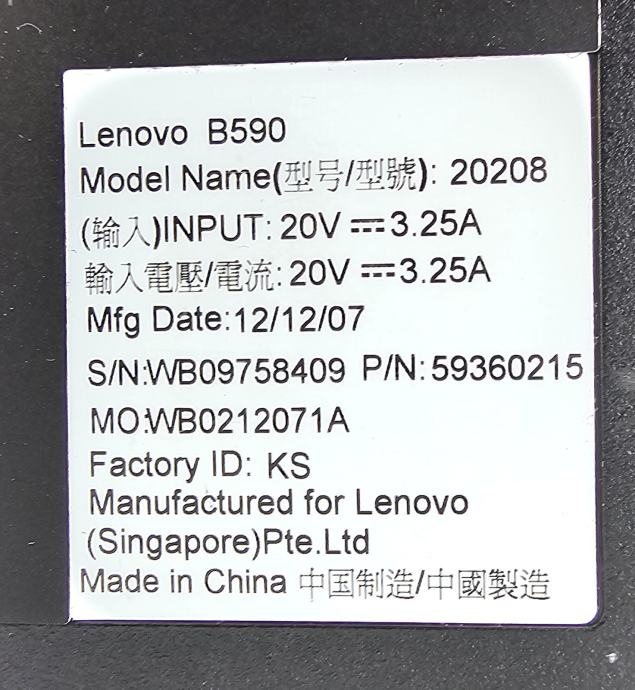 Lenovo B590
Model Name(型号/型號): 20208
(输入)INPUT: 20V ⎓ 3.25A
輸入電壓/電流: 20V ⎓ 3.25A
Mfg Date:12/12/07
S/N:WB09758409 P/N:59360215
MO:WB0212071A
Factory ID: KS
Manufactured for Lenovo
(Singapore)Pte.Ltd
Made in China 中国制造/中國製造